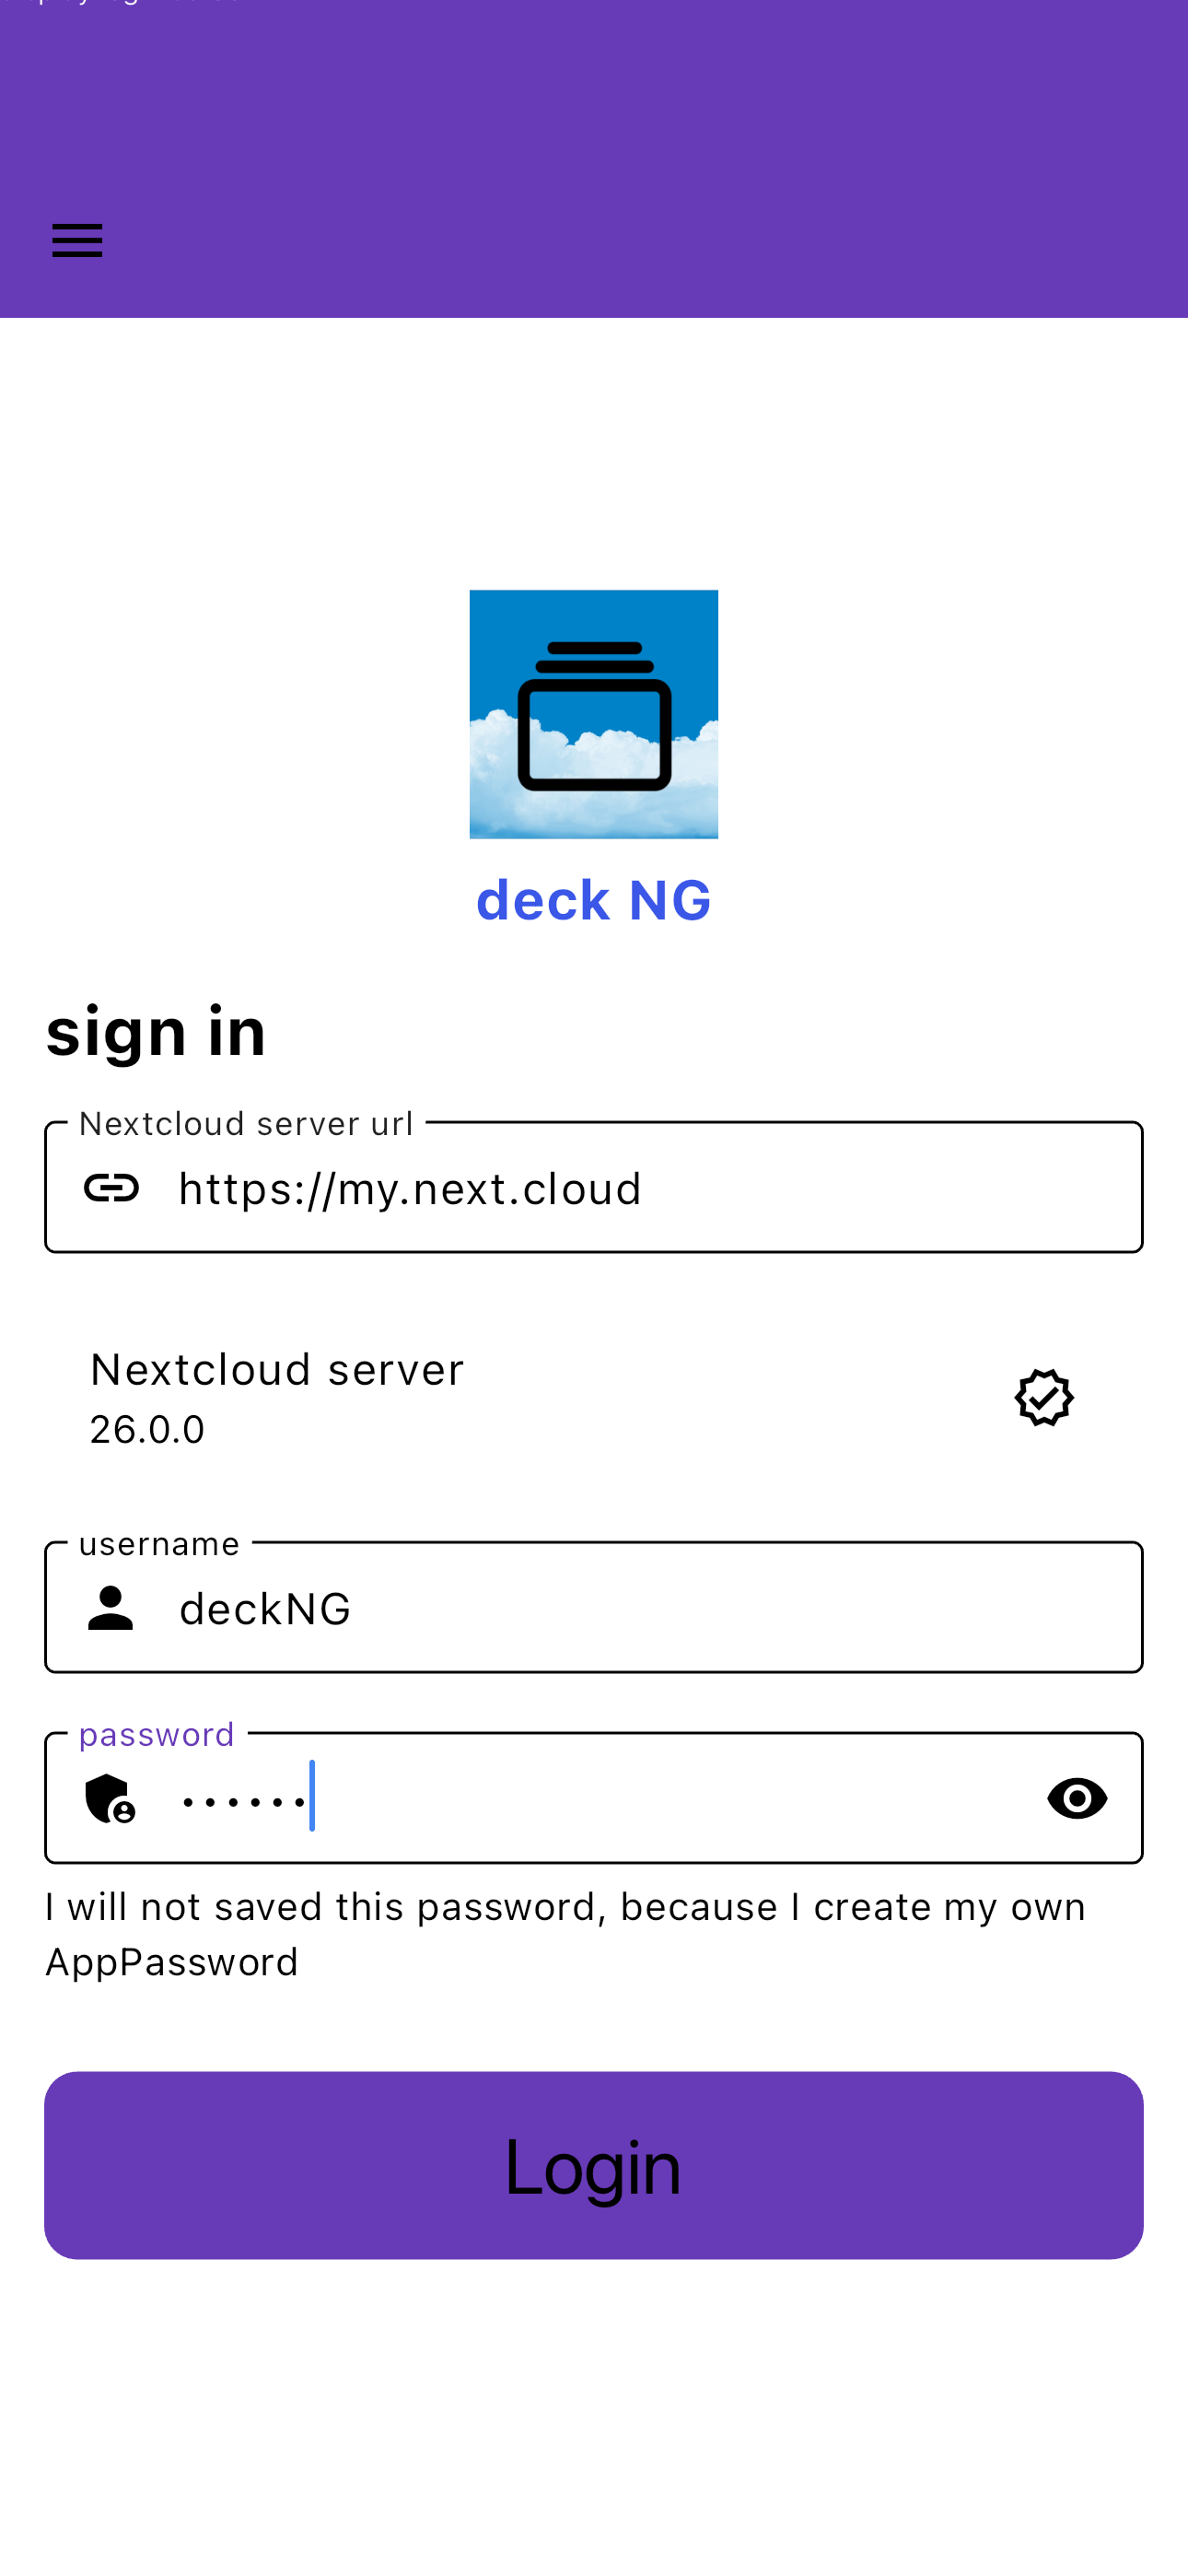 deck NG
sign in
Nextcloud server url
https://my.next.cloud
Nextcloud server
26.0.0
username
deckNG
password
••••••
I will not saved this password, because I create my own
AppPassword
Login